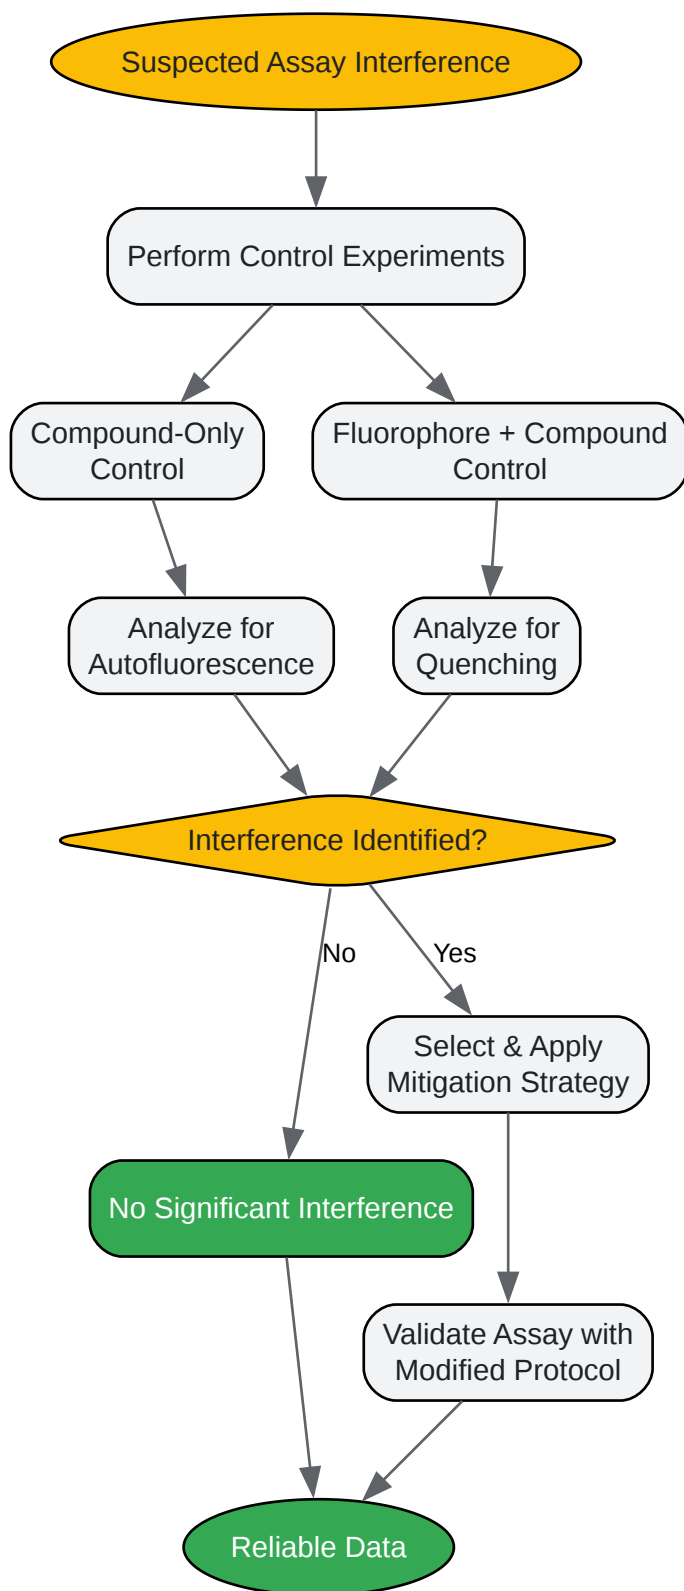 Suspected Assay Interference
Perform Control Experiments
Compound-Only
Control
Fluorophore + Compound
Control
Analyze for
Autofluorescence
Analyze for
Quenching
Interference Identified?
No
Yes
Select & Apply
Mitigation Strategy
No Significant Interference
Validate Assay with
Modified Protocol
Reliable Data